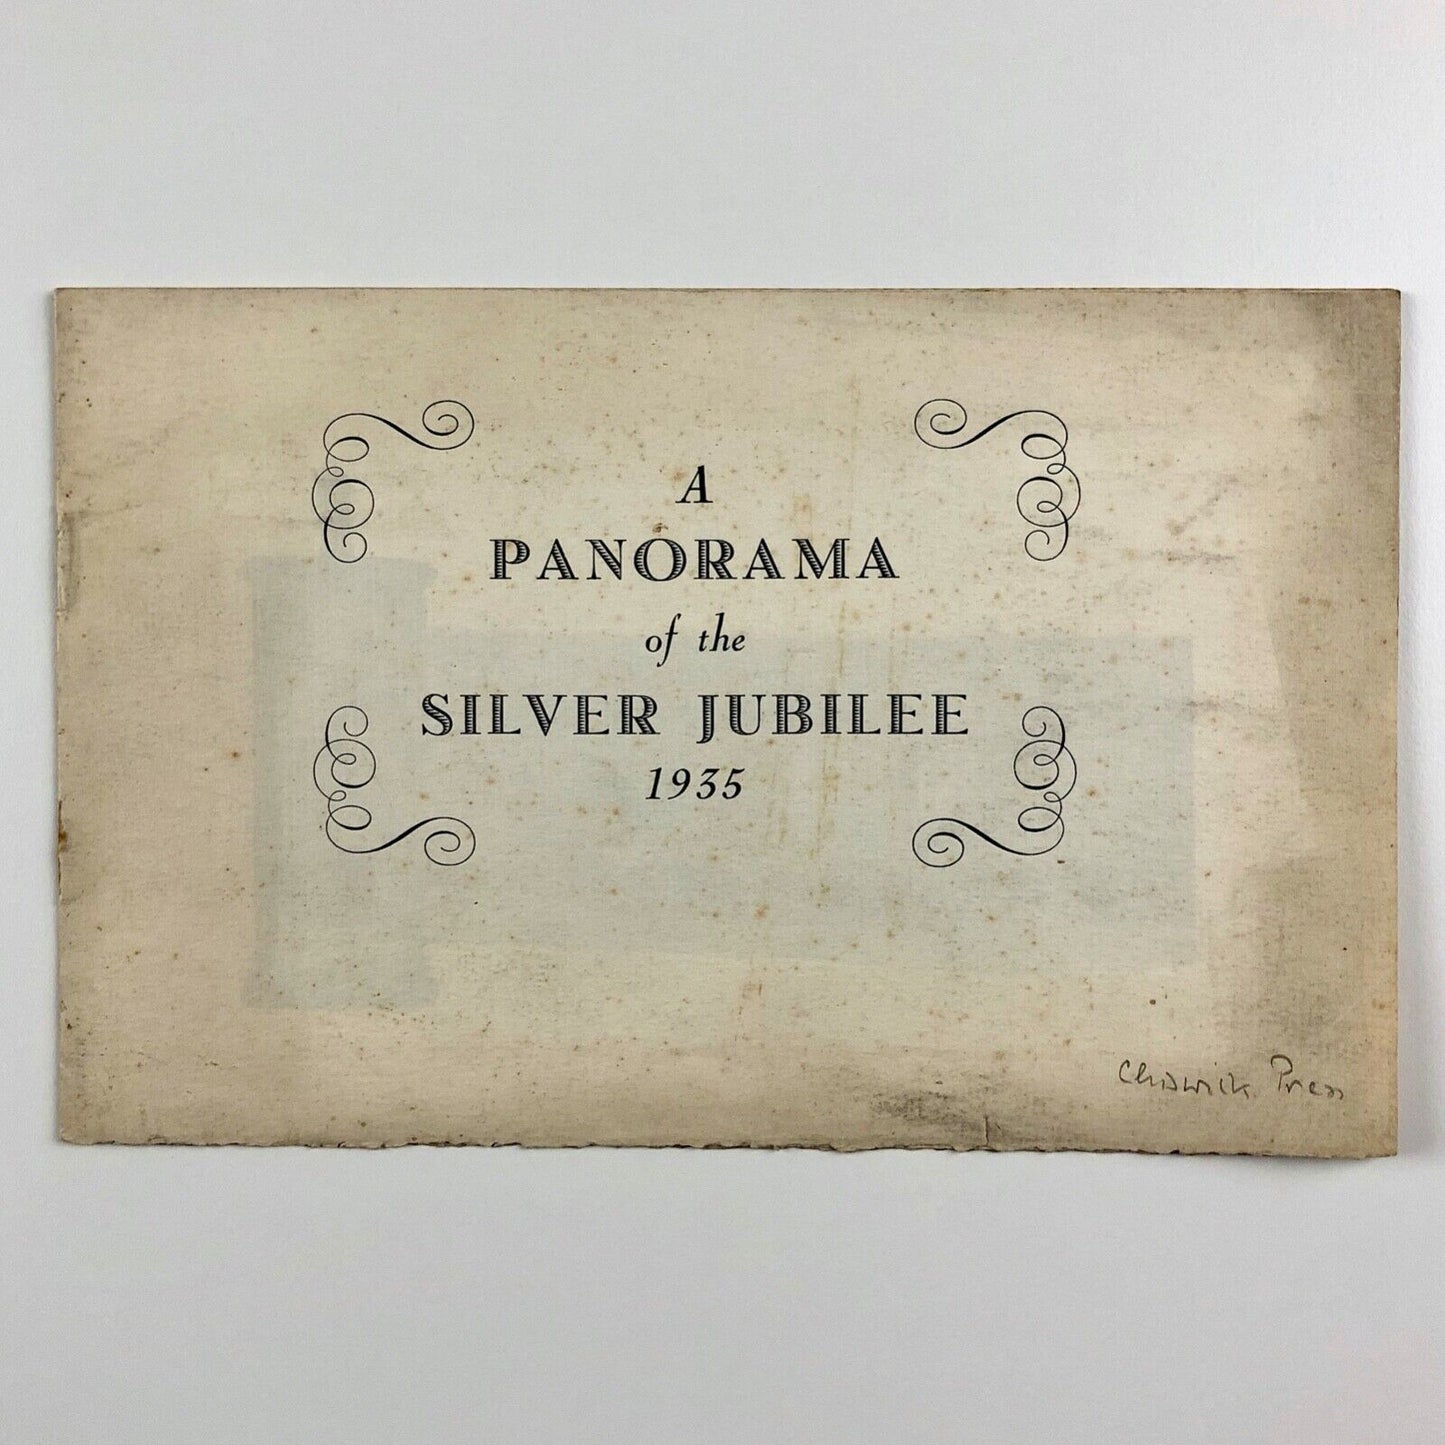 A
PANORAMA
of the
SILVER JUBILEE
1935
Chiswick Press